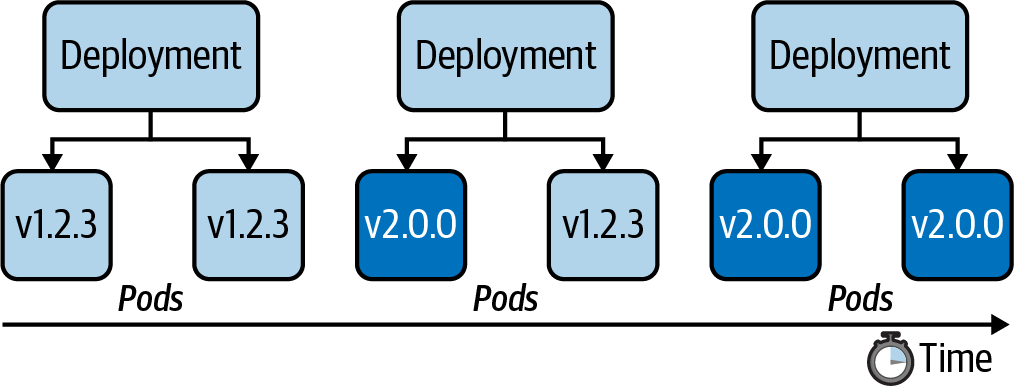 Deployment Deployment Deployment
v1.2.3 v1.2.3 v2.0.0 v1.2.3 v2.0.0 v2.0.0
Pods Pods Pods
Time